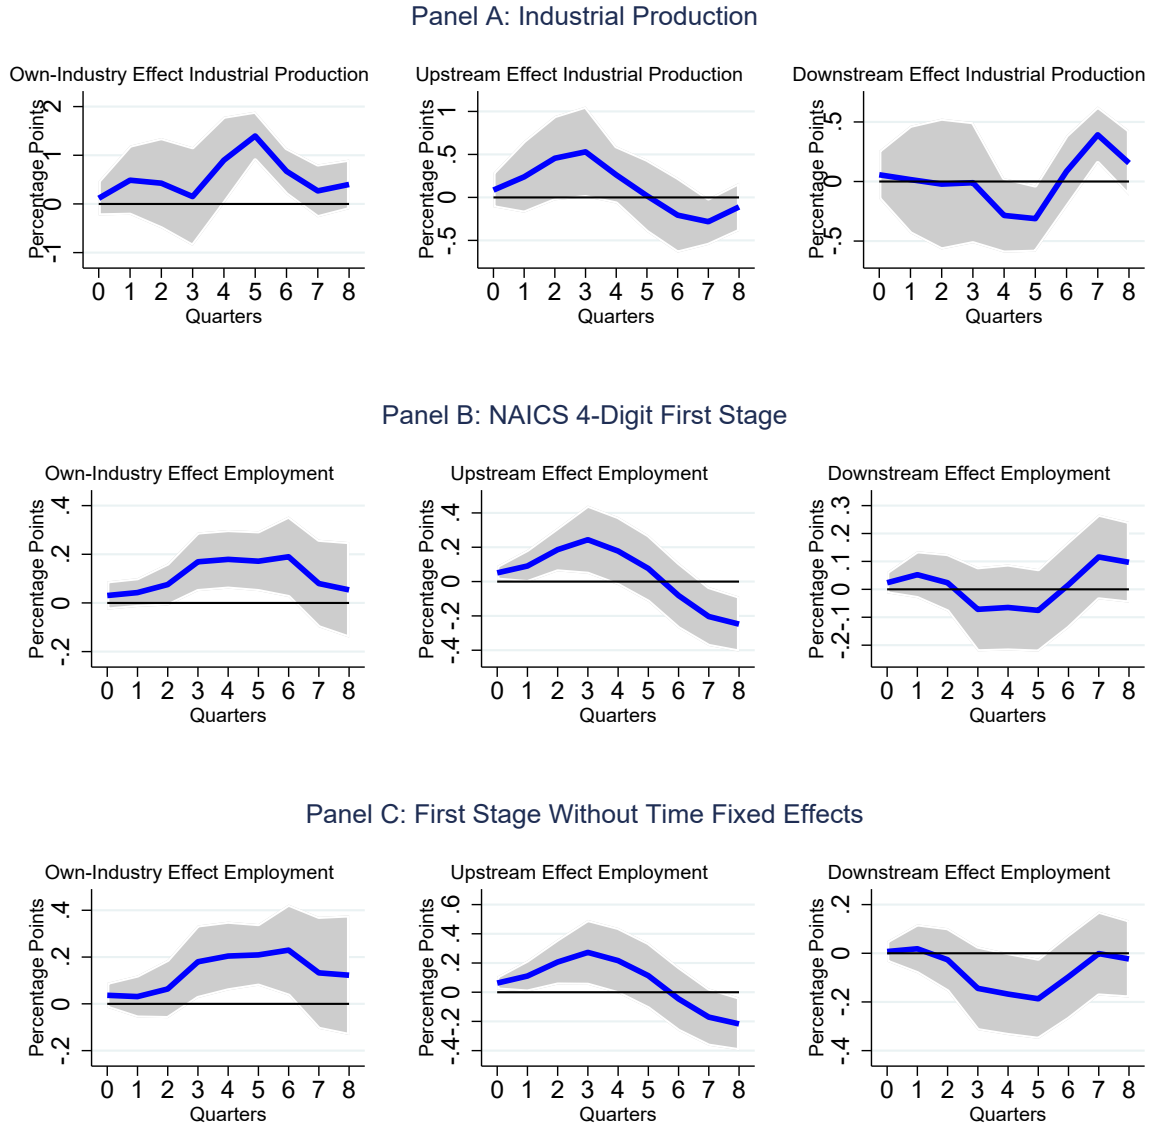 Panel A: Industrial Production
Own-Industry Effect Industrial Production
Percentage Points
-1 0 1 2
0 1 2 3 4 5 6 7 8
Quarters
Upstream Effect Industrial Production
Percentage Points
-.5 0 .5 1
0 1 2 3 4 5 6 7 8
Quarters
Downstream Effect Industrial Production
Percentage Points
-.5 0 .5
0 1 2 3 4 5 6 7 8
Quarters
Panel B: NAICS 4-Digit First Stage
Own-Industry Effect Employment
Percentage Points
-.2 0 .2 .4
0 1 2 3 4 5 6 7 8
Quarters
Upstream Effect Employment
Percentage Points
-.4 -.2 0 .2 .4
0 1 2 3 4 5 6 7 8
Quarters
Downstream Effect Employment
Percentage Points
-.2 -.1 0 .1 .2 .3
0 1 2 3 4 5 6 7 8
Quarters
Panel C: First Stage Without Time Fixed Effects
Own-Industry Effect Employment
Percentage Points
-.2 0 .2 .4
0 1 2 3 4 5 6 7 8
Quarters
Upstream Effect Employment
Percentage Points
-.4 -.2 0 .2 .4 .6
0 1 2 3 4 5 6 7 8
Quarters
Downstream Effect Employment
Percentage Points
-.4 -.2 0 .2
0 1 2 3 4 5 6 7 8
Quarters